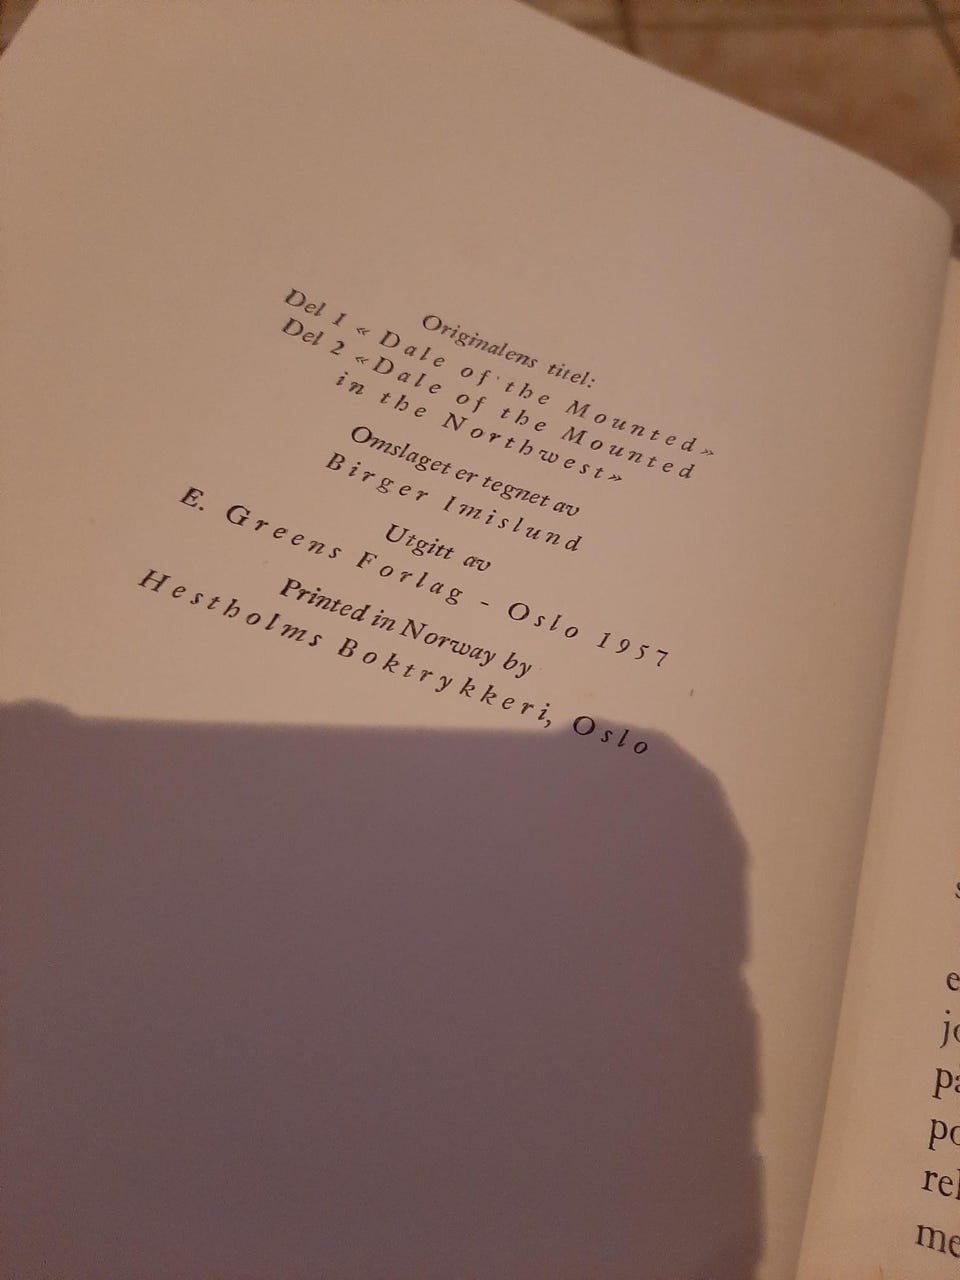 Originalens titel:
Del 1 « Dale of the Mounted»
Del 2 «Dale of the Mounted
in the Northwest»
Omslaget er tegnet av
Birger Imislund
Utgitt av
E. Greens Forlag - Oslo 1957
Printed in Norway by
Hestholms Boktrykkeri, Oslo